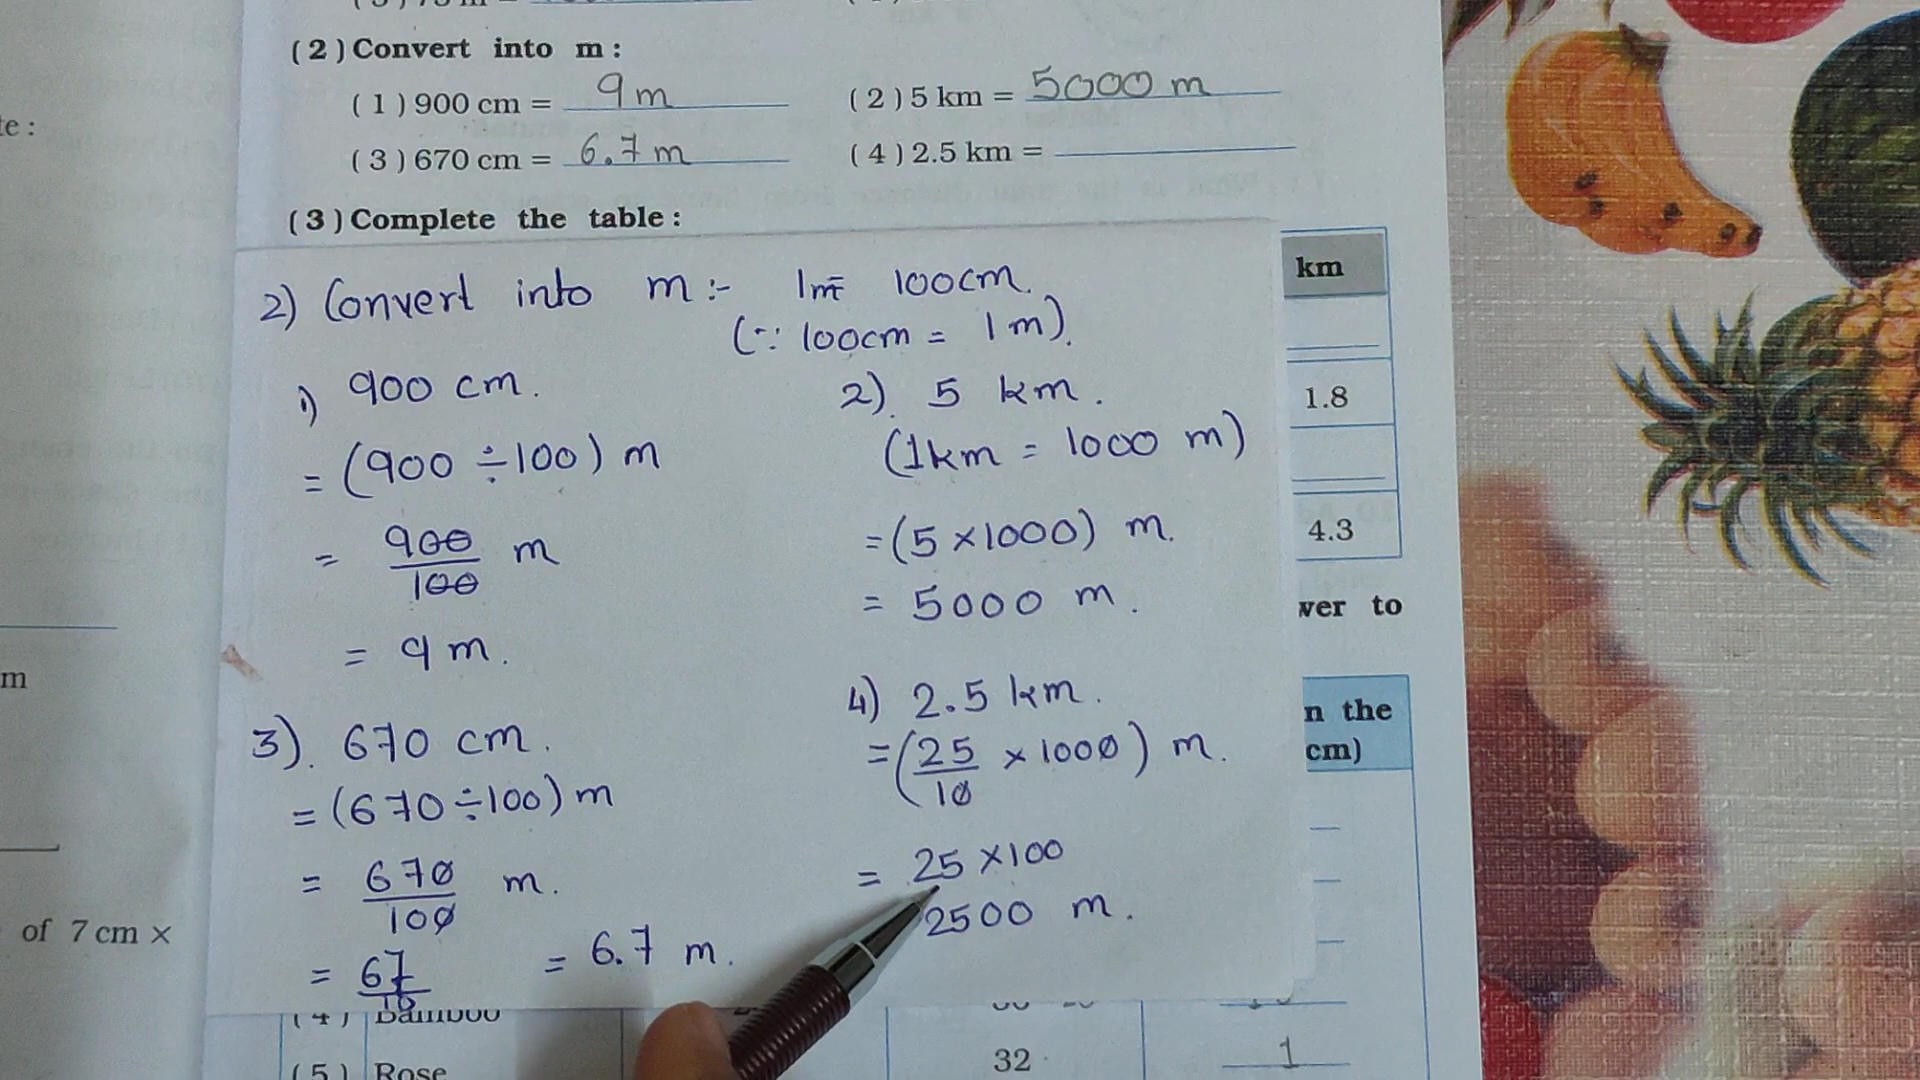 (2) Convert into m :
(1) 900 cm = 9 m
(2) 5 km = 5000 m
(3) 670 cm = 6.7 m
(4) 2.5 km =
(3) Complete the table :
te :
km
1.8
4.3
2) Convert into m :- 1m = 100cm.
(∵ 100cm = 1 m).
1) 900 cm.
= (900 ÷ 100) m
= 900/100 m
= 9 m.
2). 5 km.
(1km = 1000 m)
= (5 × 1000) m.
= 5000 m.
3). 670 cm.
= (670 ÷ 100) m
= 670/100 m.
= 67/10 = 6.7 m.
4) 2.5 km.
= (25/10 × 1000) m.
= 25 × 100
2500 m.
wer to
n the
cm)
m
of 7 cm ×
(4) Bamboo
(5) Rose 32 1